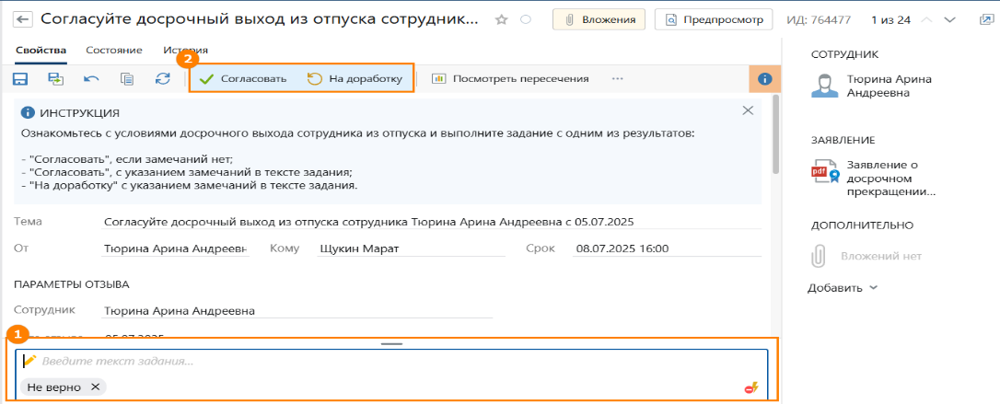 Согласуйте досрочный выход из отпуска сотрудник... Вложения Предпросмотр ИД: 764477 1 из 24
Свойства Состояние История
2
Согласовать На доработку Посмотреть пересечения ...
ИНСТРУКЦИЯ
Ознакомьтесь с условиями досрочного выхода сотрудника из отпуска и выполните задание с одним из результатов:
- "Согласовать", если замечаний нет;
- "Согласовать", с указанием замечаний в тексте задания;
- "На доработку" с указанием замечаний в тексте задания.
Тема Согласуйте досрочный выход из отпуска сотрудника Тюрина Арина Андреевна с 05.07.2025
От Тюрина Арина Андреевн Кому Щукин Марат Срок 08.07.2025 16:00
ПАРАМЕТРЫ ОТЗЫВА
Сотрудник Тюрина Арина Андреевна
05.07.2025
1
Введите текст задания...
Не верно
СОТРУДНИК
Тюрина Арина
Андреевна
ЗАЯВЛЕНИЕ
pdf
Заявление о
досрочном
прекращении...
ДОПОЛНИТЕЛЬНО
Вложений нет
Добавить